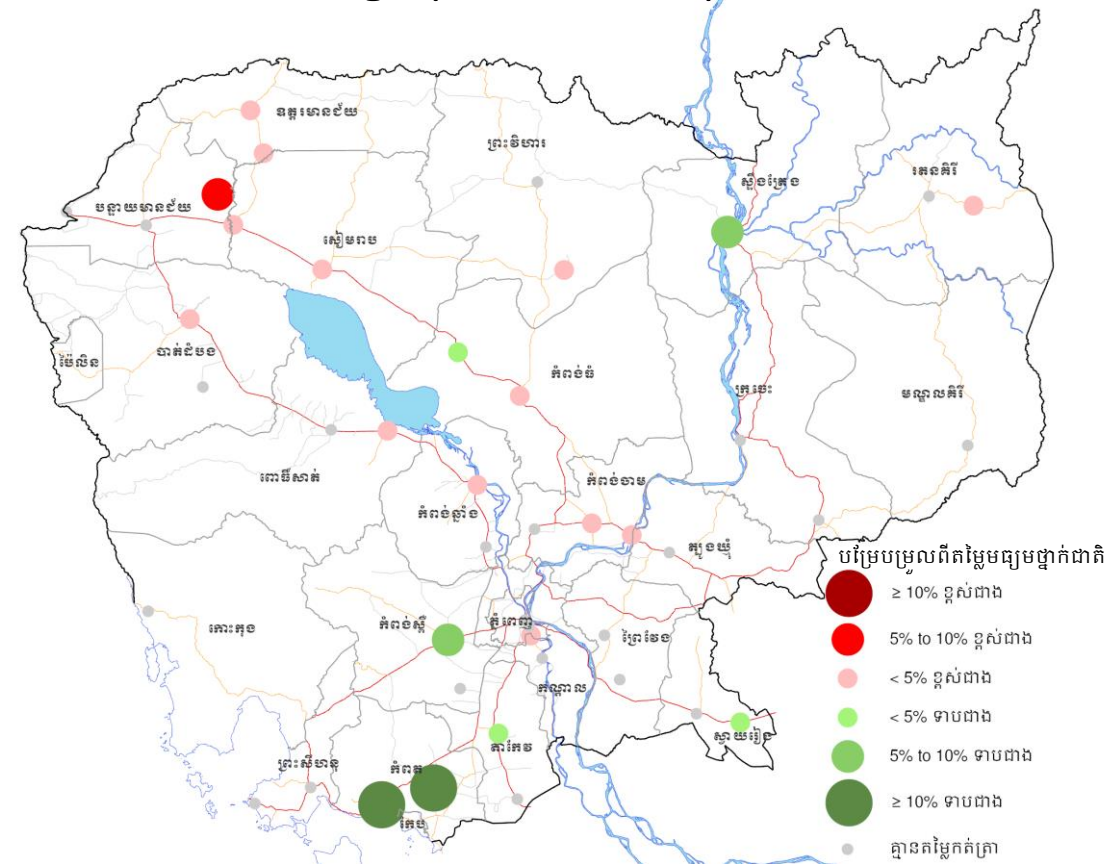 ឧត្តរមានជ័យ
ព្រះវិហារ
ស្ទឹងត្រែង
រតនគិរី
បន្ទាយមានជ័យ
សៀមរាប
ប៉ៃលិន
បាត់ដំបង
កំពង់ធំ
ក្រចេះ
មណ្ឌលគិរី
ពោធិ៍សាត់
កំពង់ចាម
កំពង់ឆ្នាំង
ត្បូងឃ្មុំ
បម្រែបម្រួលពីតម្លៃមធ្យមថ្នាក់ជាតិ
≥ 10% ខ្ពស់ជាង
5% to 10% ខ្ពស់ជាង
< 5% ខ្ពស់ជាង
< 5% ទាបជាង
5% to 10% ទាបជាង
≥ 10% ទាបជាង
គ្មានតម្លៃកត់ត្រា
កោះកុង
កំពង់ស្ពឺ
ភ្នំពេញ
ព្រៃវែង
កណ្តាល
ស្វាយរៀង
តាកែវ
ព្រះសីហនុ
កំពត
កែប